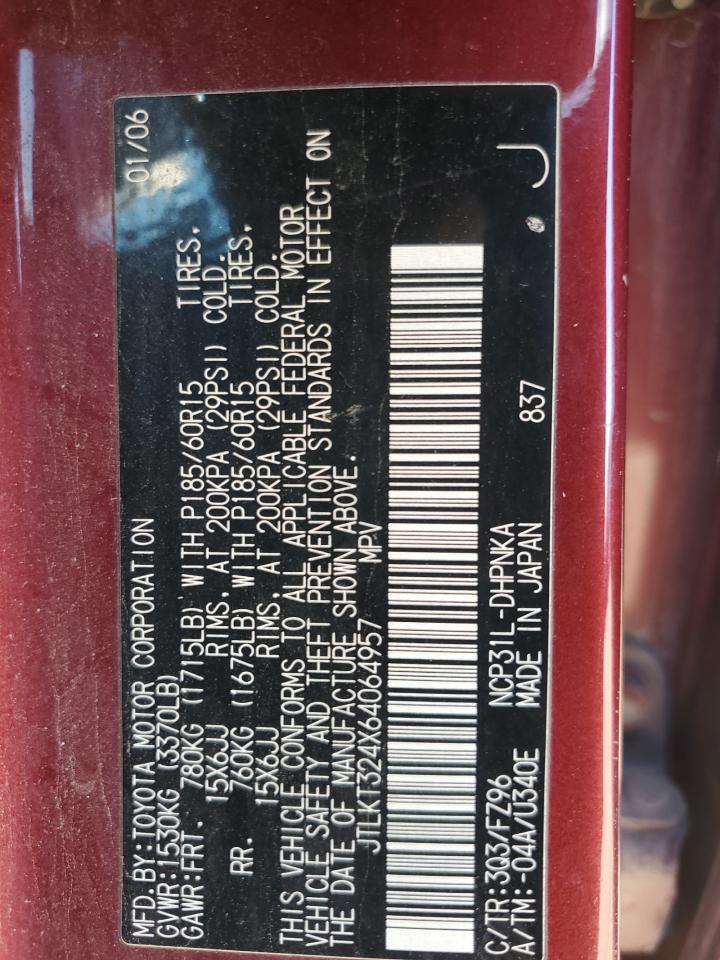 MFD. BY:TOYOTA MOTOR CORPORATION 01/06
GVWR:1530KG (3370LB)
GAWR:FRT. 780KG (1715LB) WITH P185/60R15 TIRES,
15X6JJ RIMS, AT 200KPA (29PSI) COLD.
RR. 760KG (1675LB) WITH P185/60R15 TIRES,
15X6JJ RIMS, AT 200KPA (29PSI) COLD.
THIS VEHICLE CONFORMS TO ALL APPLICABLE FEDERAL MOTOR
VEHICLE SAFETY AND THEFT PREVENTION STANDARDS IN EFFECT ON
THE DATE OF MANUFACTURE SHOWN ABOVE.
JTLKT324X64064957 MPV
C/TR:3Q3/FZ96 NCP31L-DHPNKA 837 J
A/TM:-04A/U340E MADE IN JAPAN